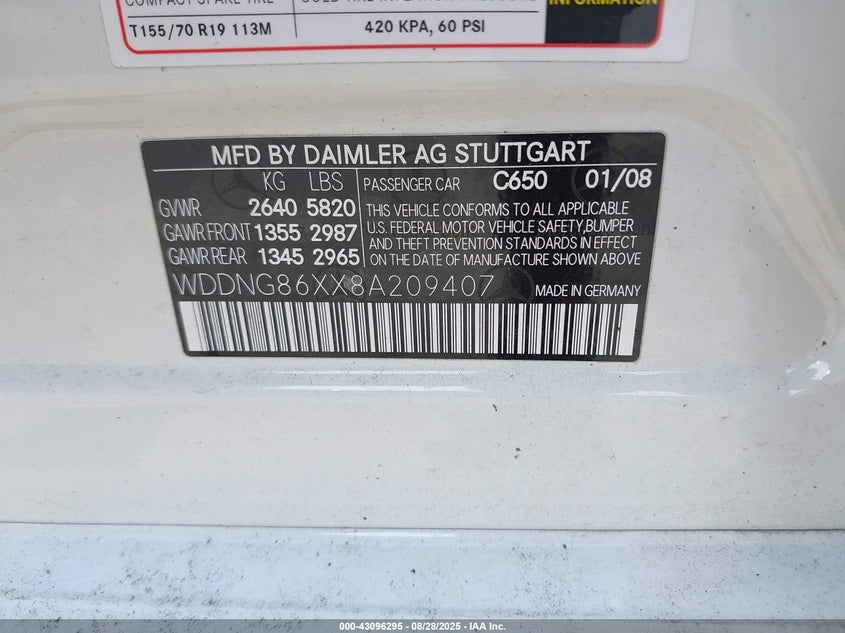 T155/70 R19 113M 420 KPA, 60 PSI
INFORMATION
MFD BY DAIMLER AG STUTTGART
KG LBS PASSENGER CAR C650 01/08
GVWR 2640 5820
GAWR FRONT 1355 2987
GAWR REAR 1345 2965
THIS VEHICLE CONFORMS TO ALL APPLICABLE
U.S. FEDERAL MOTOR VEHICLE SAFETY,BUMPER
AND THEFT PREVENTION STANDARDS IN EFFECT
ON THE DATE OF MANUFACTURE SHOWN ABOVE
WDDNG86XX8A209407 MADE IN GERMANY
000-43096295 - 08/28/2025 - IAA Inc.